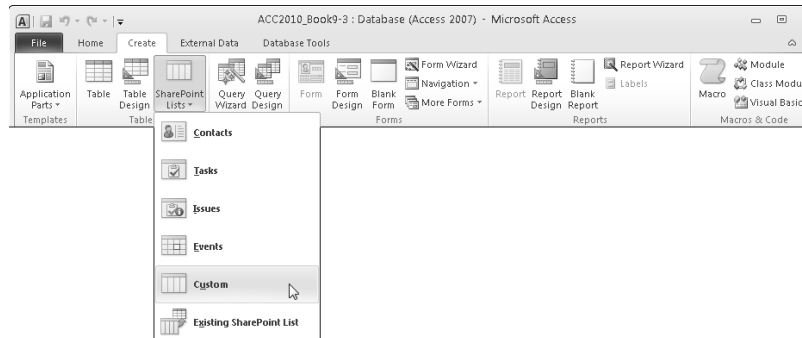 ACC2010_Book9-3 : Database (Access 2007) - Microsoft Access
File Home Create External Data Database Tools
Application Parts
Table
Table Design
SharePoint Lists
Query Wizard
Query Design
Form
Form Design
Blank Form
Form Wizard
Navigation
More Forms
Report
Report Design
Blank Report
Report Wizard
Labels
Macro
Module
Class Modu
Visual Basic
Templates
Table
Forms
Reports
Macros & Code
Contacts
Tasks
Issues
Events
Custom
Existing SharePoint List